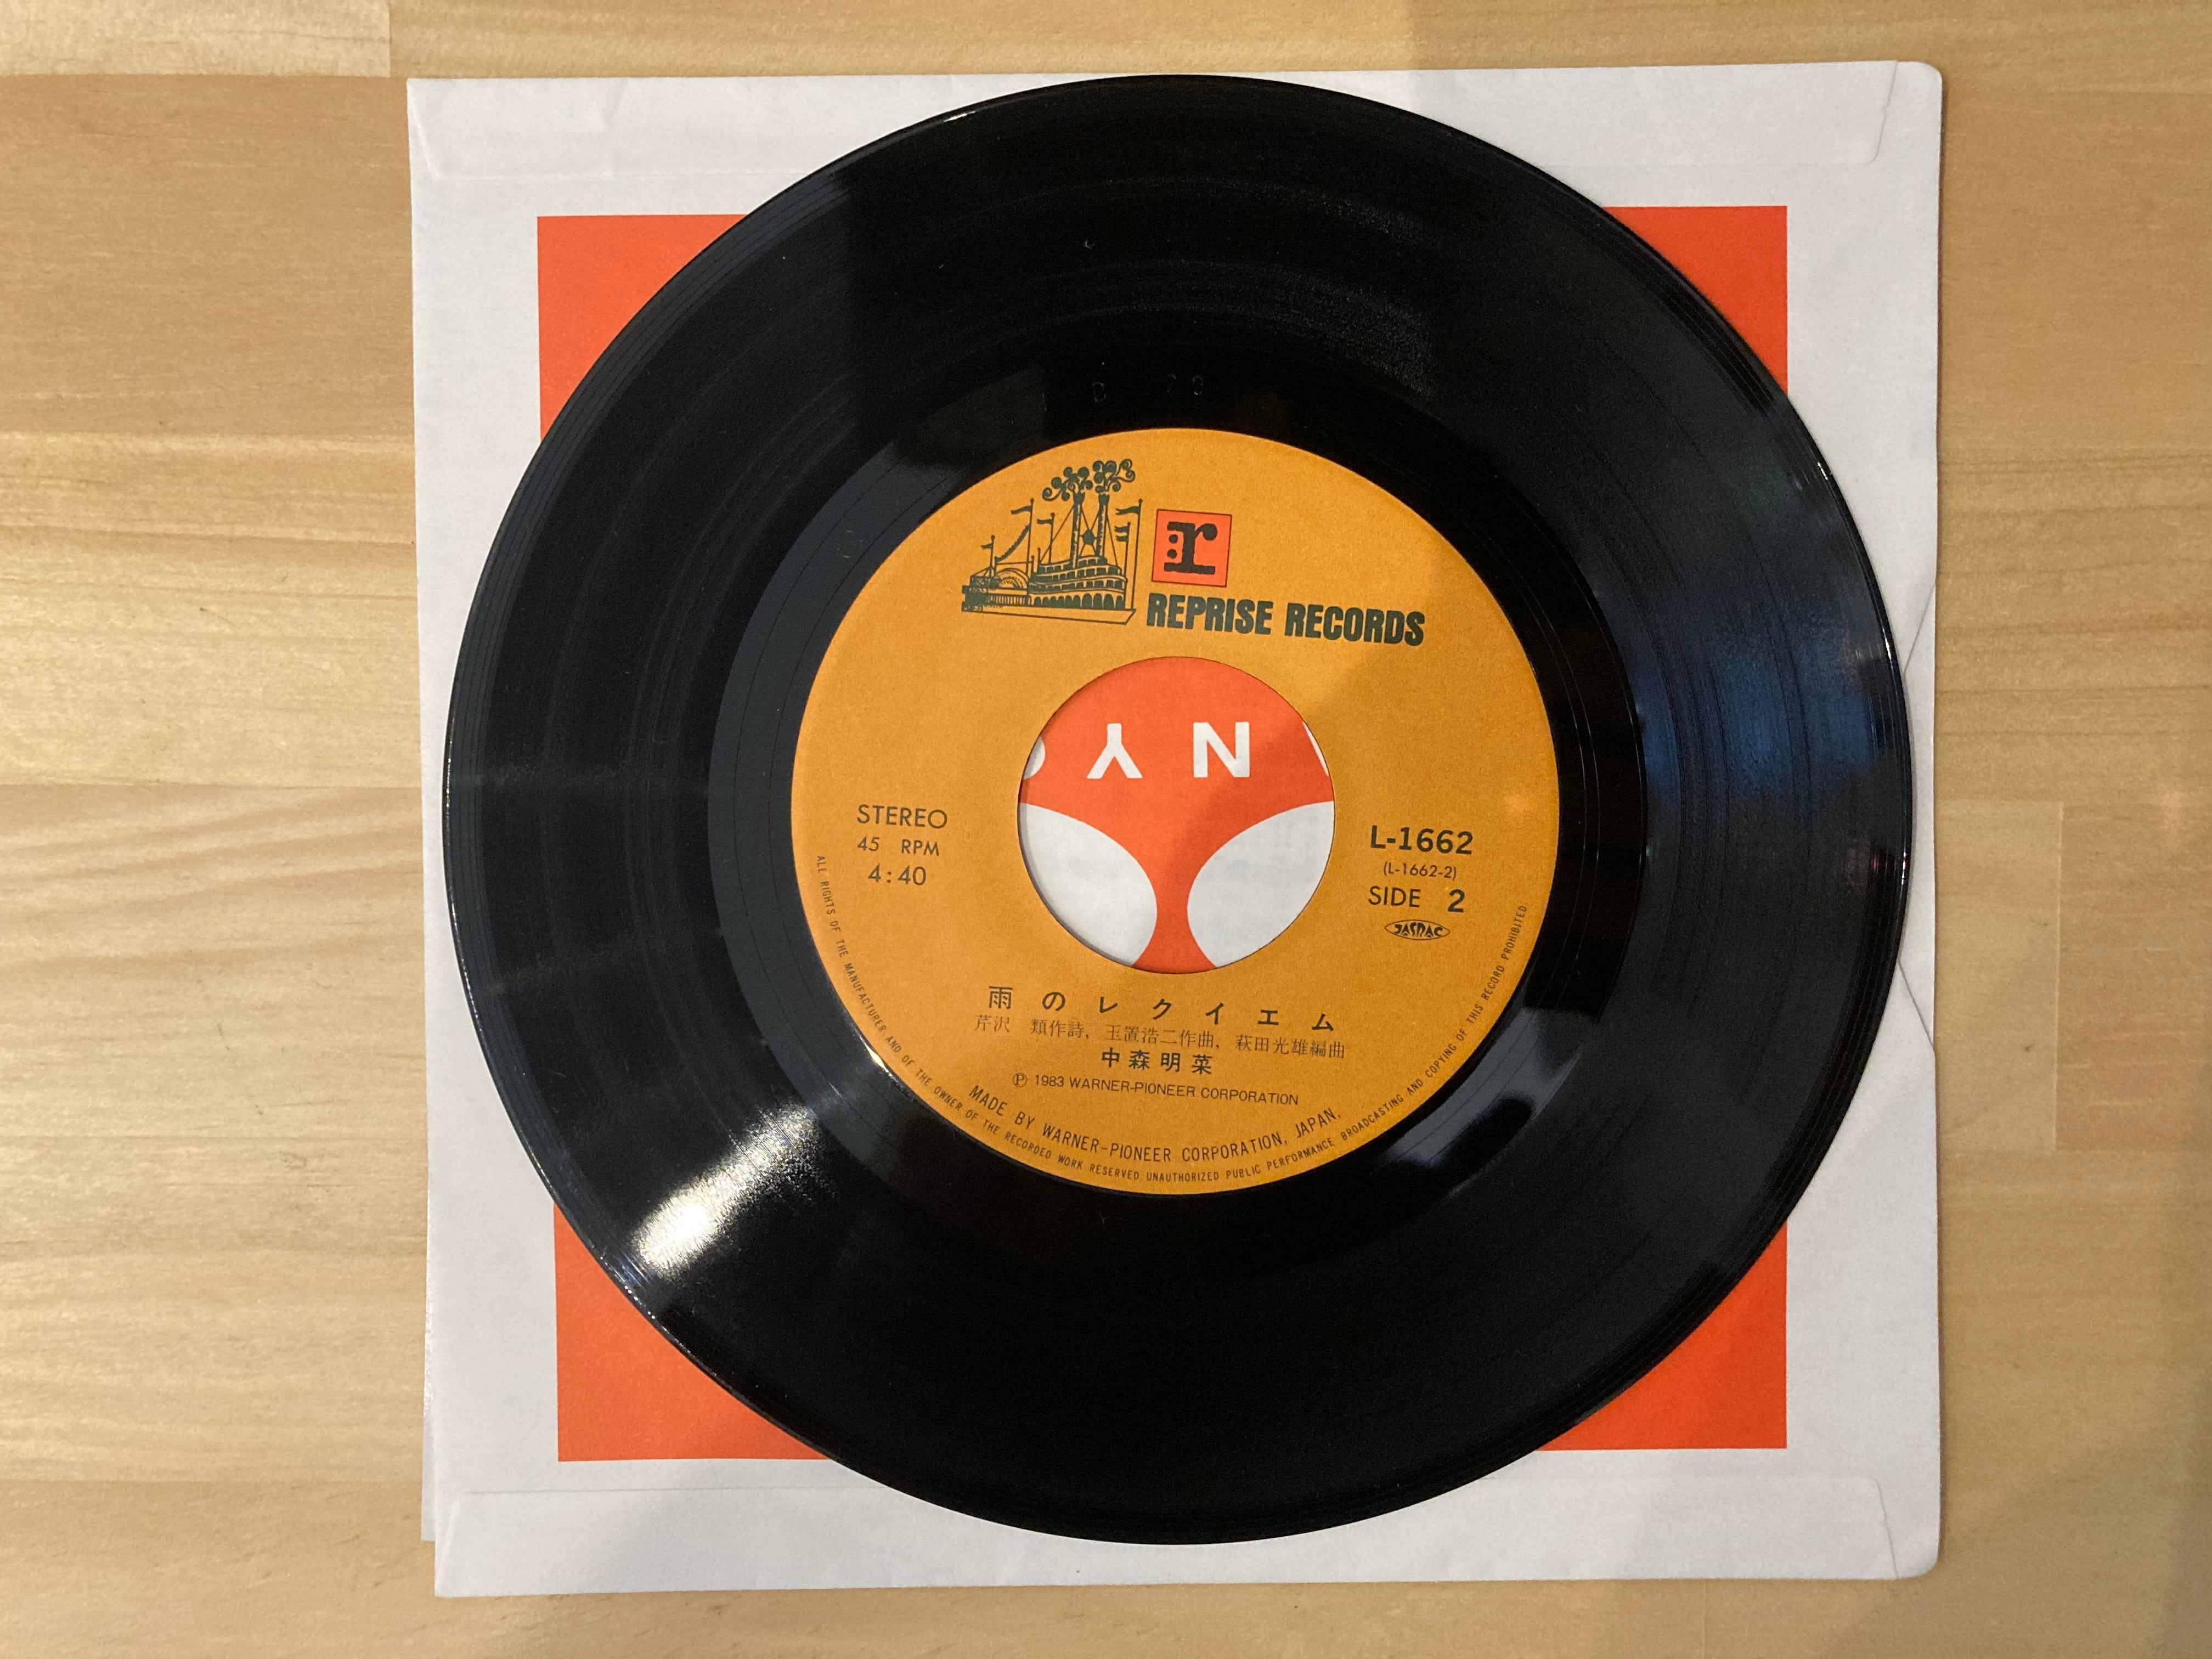 r:
REPRISE RECORDS
NY
STEREO
45 RPM
4:40
L-1662
(L-1662-2)
SIDE 2
JASRAC
雨のレクイエム
芹沢 類作詩、玉置浩二作曲、萩田光雄編曲
中森明菜
Ⓟ 1983 WARNER-PIONEER CORPORATION
MADE BY WARNER-PIONEER CORPORATION, JAPAN.
ALL RIGHTS OF THE MANUFACTURER AND OF THE OWNER OF THE RECORDED WORK RESERVED. UNAUTHORIZED PUBLIC PERFORMANCE BROADCASTING AND COPYING OF THIS RECORD PROHIBITED.